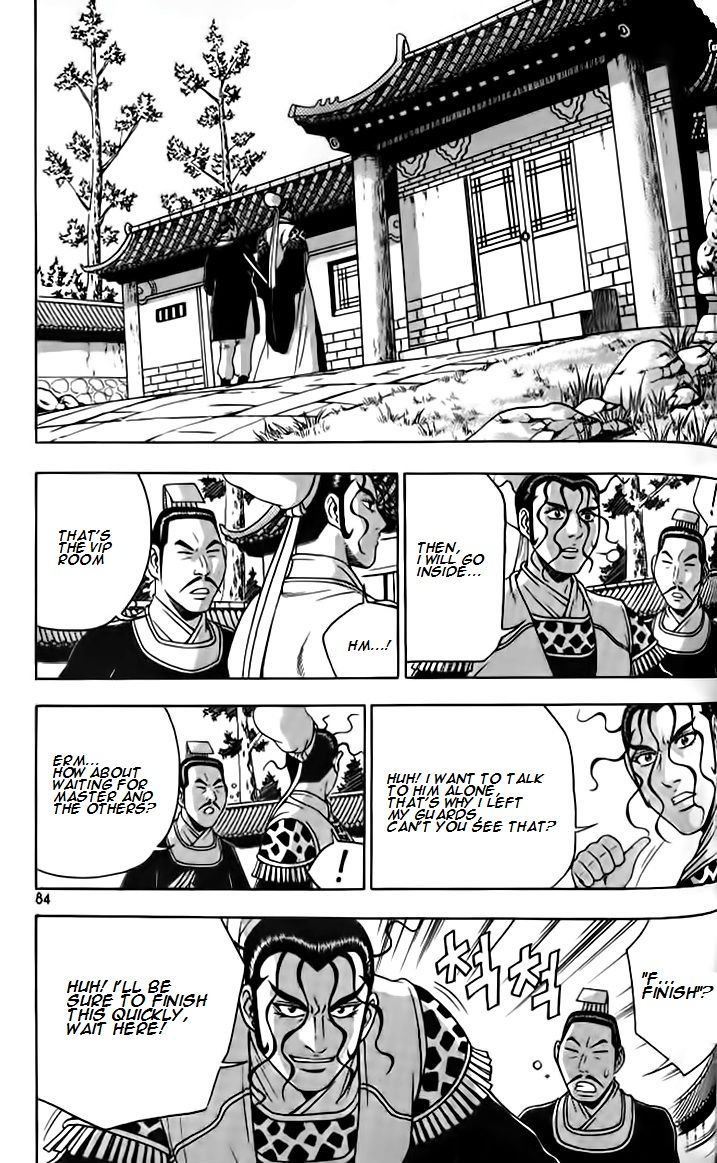 THAT'S
THE VIP
ROOM
HM...!
THEN,
I WILL GO
INSIDE...
ERM...
HOW ABOUT
WAITING FOR
MASTER AND
THE OTHERS?
!
HUH! I WANT TO TALK
TO HIM ALONE,
THAT'S WHY I LEFT
MY GUARDS,
CAN'T YOU SEE THAT?
84
HUH! I'LL BE
SURE TO FINISH
THIS QUICKLY,
WAIT HERE!
척
척
"F...
FINISH"?